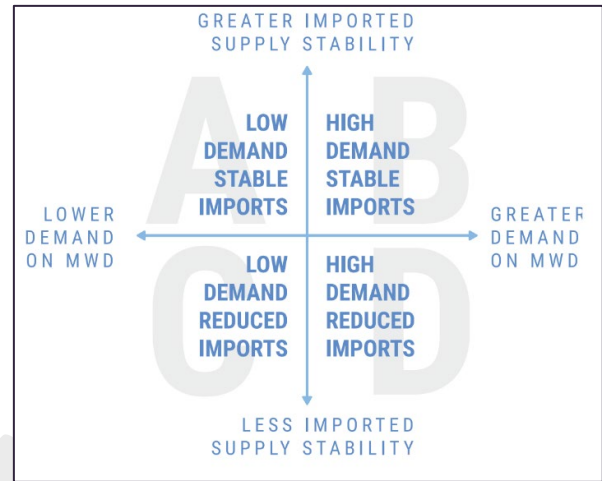 GREATER IMPORTED
SUPPLY STABILITY
A
LOW
DEMAND
STABLE
IMPORTS
B
HIGH
DEMAND
STABLE
IMPORTS
LOWER
DEMAND
ON MWD
GREATER
DEMAND
ON MWD
C
LOW
DEMAND
REDUCED
IMPORTS
D
HIGH
DEMAND
REDUCED
IMPORTS
LESS IMPORTED
SUPPLY STABILITY